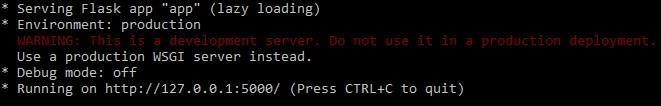 * Serving Flask app "app" (lazy loading)
* Environment: production
WARNING: This is a development server. Do not use it in a production deployment.
Use a production WSGI server instead.
* Debug mode: off
* Running on http://127.0.0.1:5000/ (Press CTRL+C to quit)